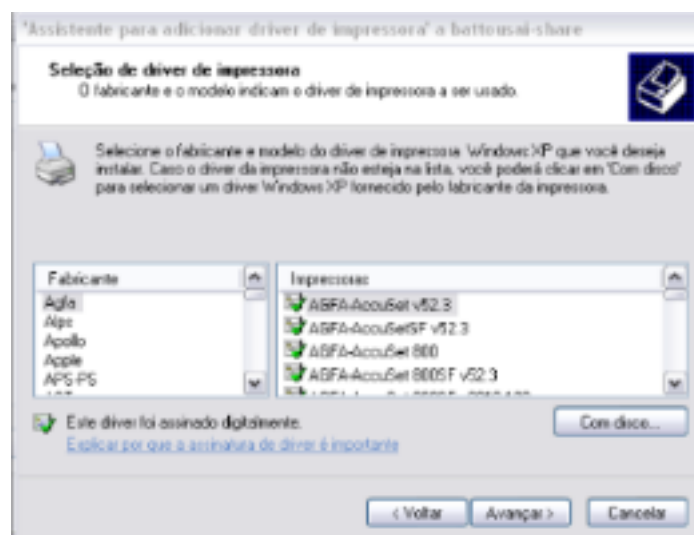 'Assistente para adicionar driver de impressora' a battousai-share
Seleção de driver de impressora
O fabricante e o modelo indicam o driver de impressora a ser usado.
Selecione o fabricante e modelo do driver de impressora Windows XP que você deseja
instalar. Caso o driver da impressora não esteja na lista, você poderá clicar em 'Com disco'
para selecionar um driver Windows XP fornecido pelo fabricante da impressora.
Fabricante
Agfa
Alps
Apollo
Apple
APS-PS
Impressoras
AGFA-AccuSet v52.3
AGFA-AccuSetSF v52.3
AGFA-AccuSet 800
AGFA-AccuSet 800SF v52.3
Este driver foi assinado digitalmente.
Explicar por que a assinatura do driver é importante
Com disco...
< Voltar
Avançar >
Cancelar